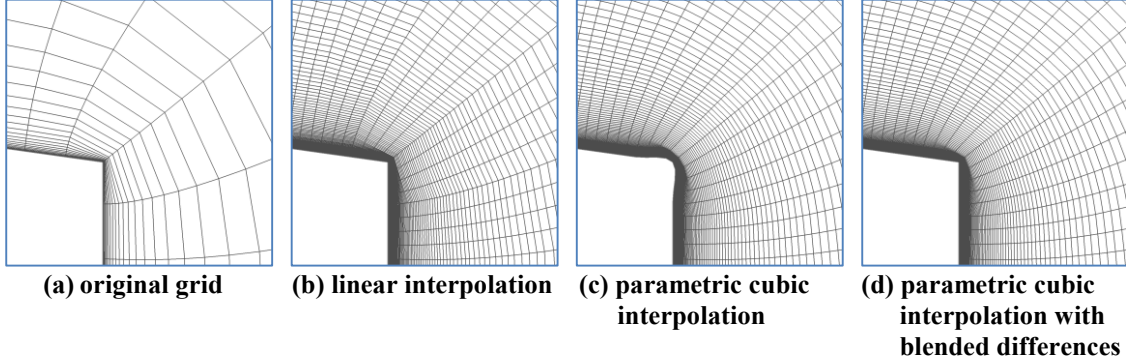 (a) original grid
(b) linear interpolation
(c) parametric cubic
interpolation
(d) parametric cubic
interpolation with
blended differences